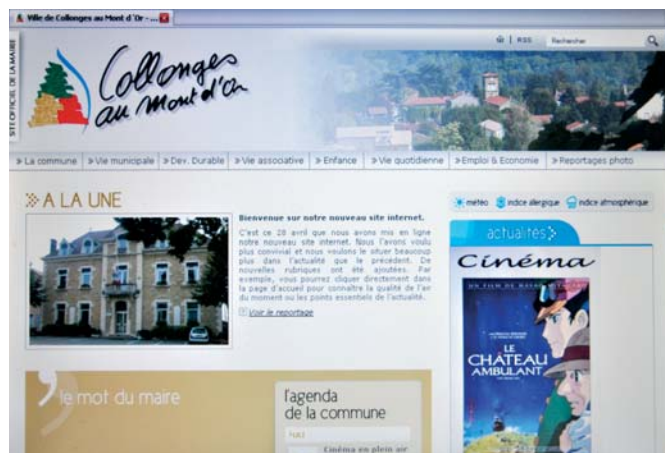 Ville de Collonges au Mont d'Or - ...
SITE OFFICIEL DE LA MAIRIE
RSS
Rechercher
Collonges
au Mont d'Or
» La commune
» Vie municipale
» Dev. Durable
» Vie associative
» Enfance
» Vie quotidienne
» Emploi & Economie
» Reportages photo
» A LA UNE
Bienvenue sur notre nouveau site internet.
C'est ce 28 avril que nous avons mis en ligne
notre nouveau site internet. Nous l'avons voulu
plus convivial et nous voulons le situer beaucoup
plus dans l'actualité que le précédent. De
nouvelles rubriques ont été ajoutées. Par
exemple, vous pourrez cliquer directement dans
la page d'accueil pour connaître la qualité de l'air
du moment ou les points essentiels de l'actualité.
Voir le reportage
météo
indice allergique
indice atmosphérique
actualités
Cinéma
UN FILM DE
LE
CHÂTEAU
AMBULANT
le mot du maire
l'agenda
de la commune
Cinéma en plein air